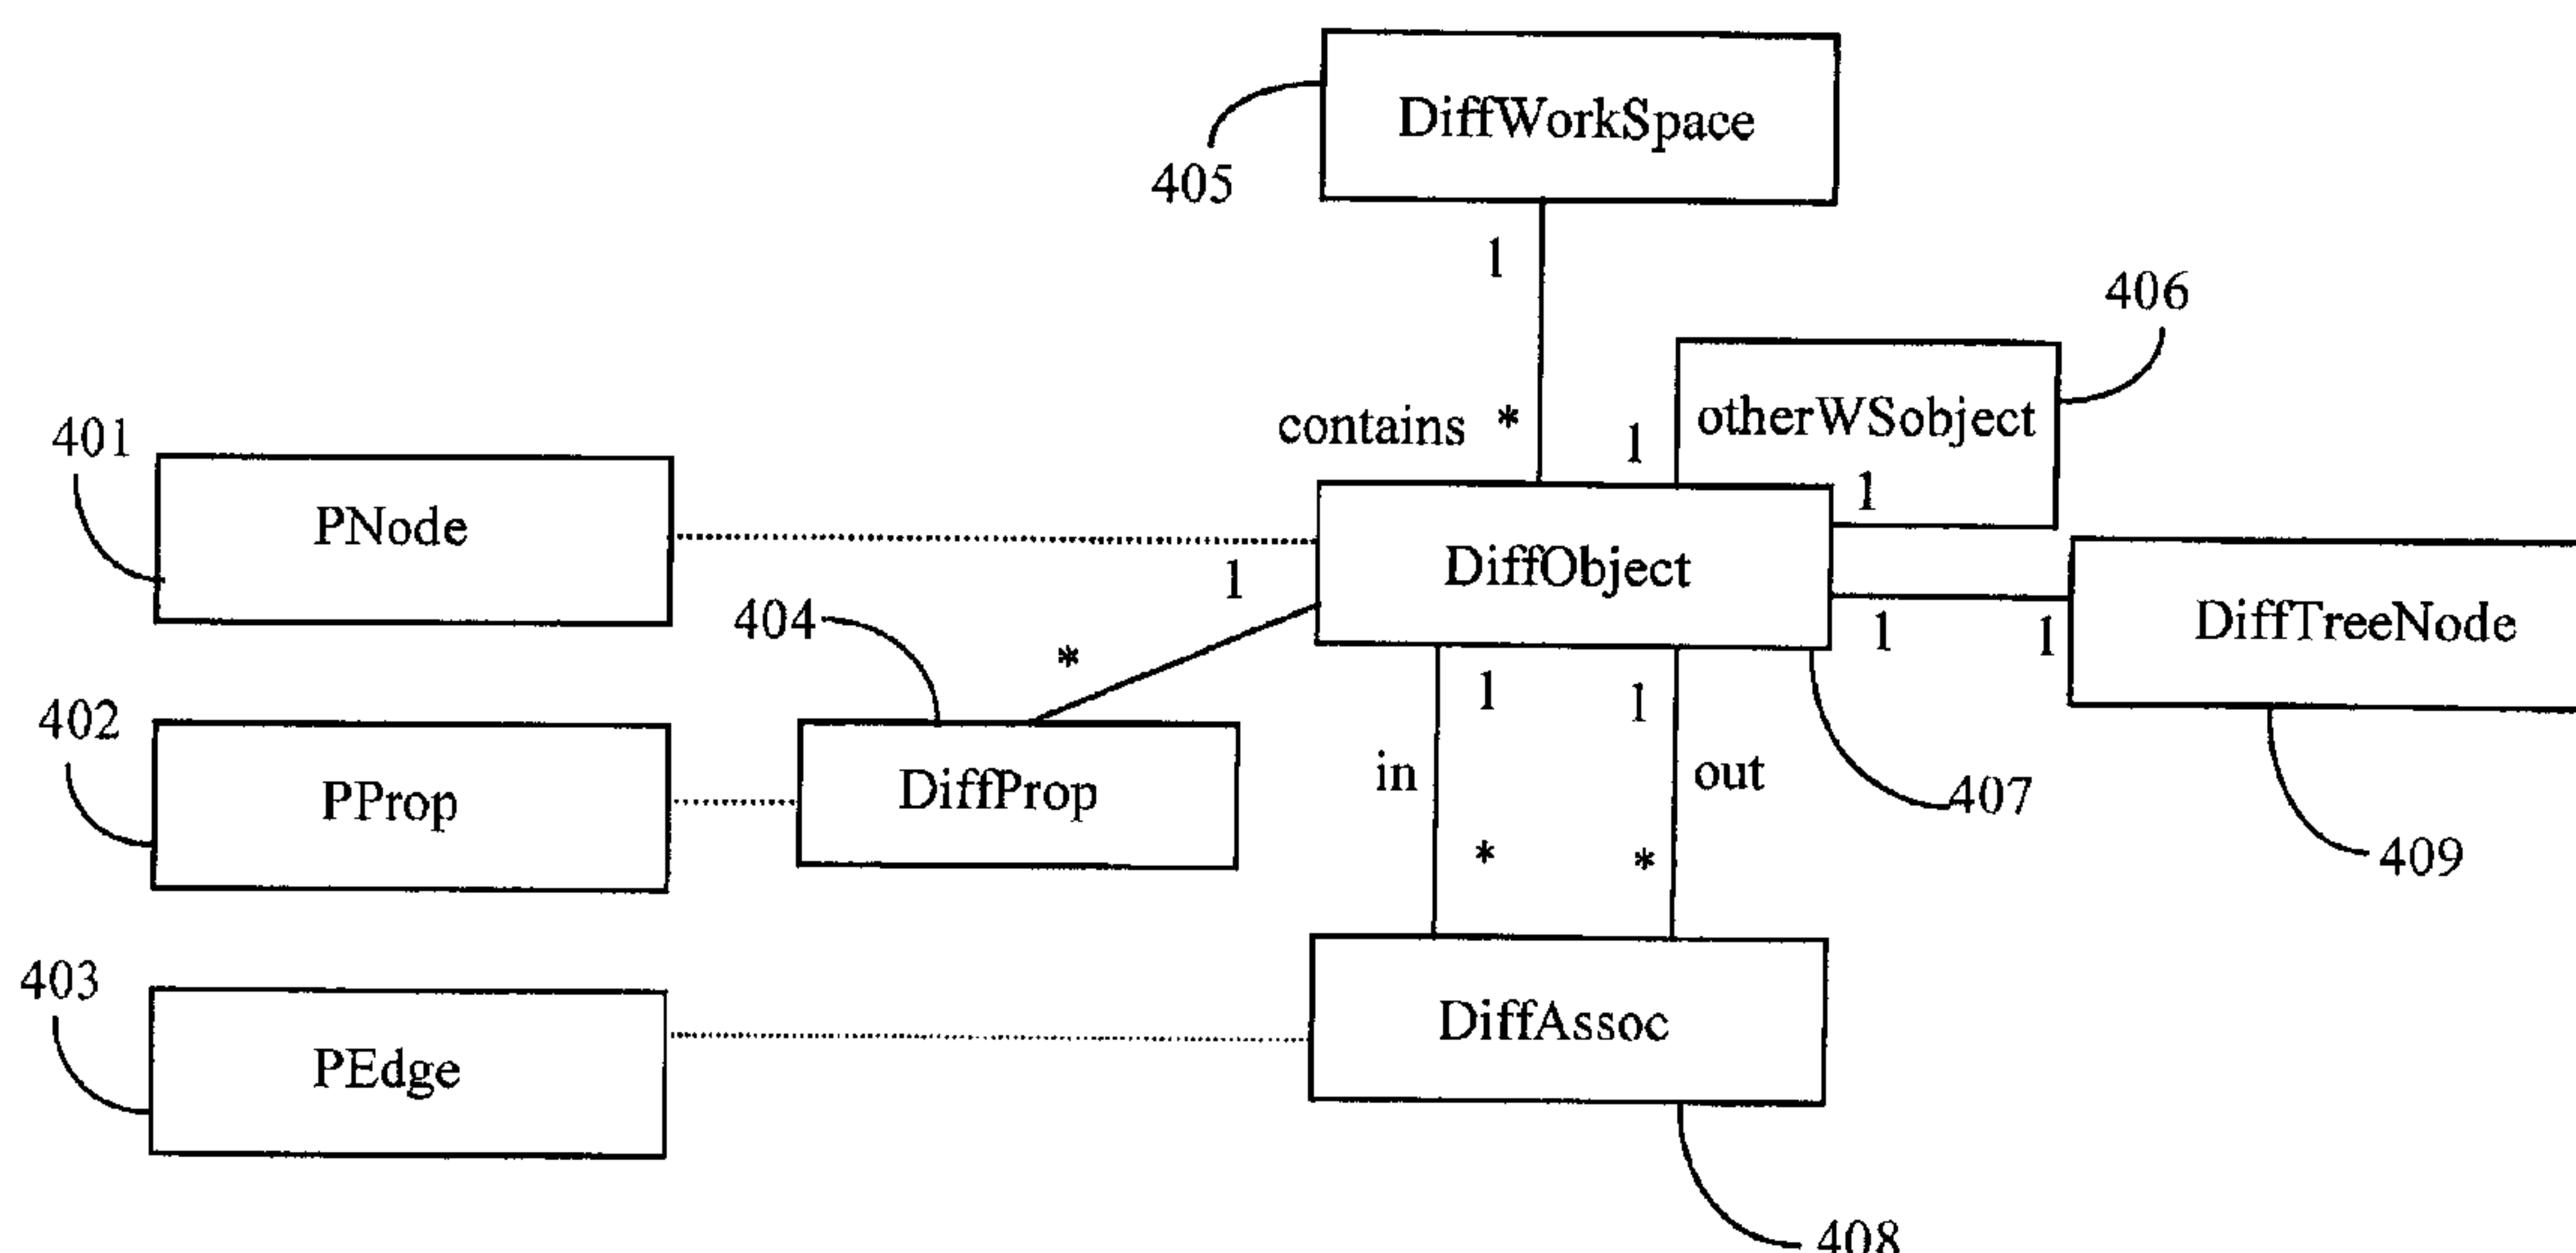 DiffWorkSpace
405
1
406
contains *
1
otherWSobject
401
1
PNode
1
DiffObject
404
*
1
1
DiffTreeNode
402
1
1
PProp
DiffProp
in
out
407
*
*
409
403
PEdge
DiffAssoc
408